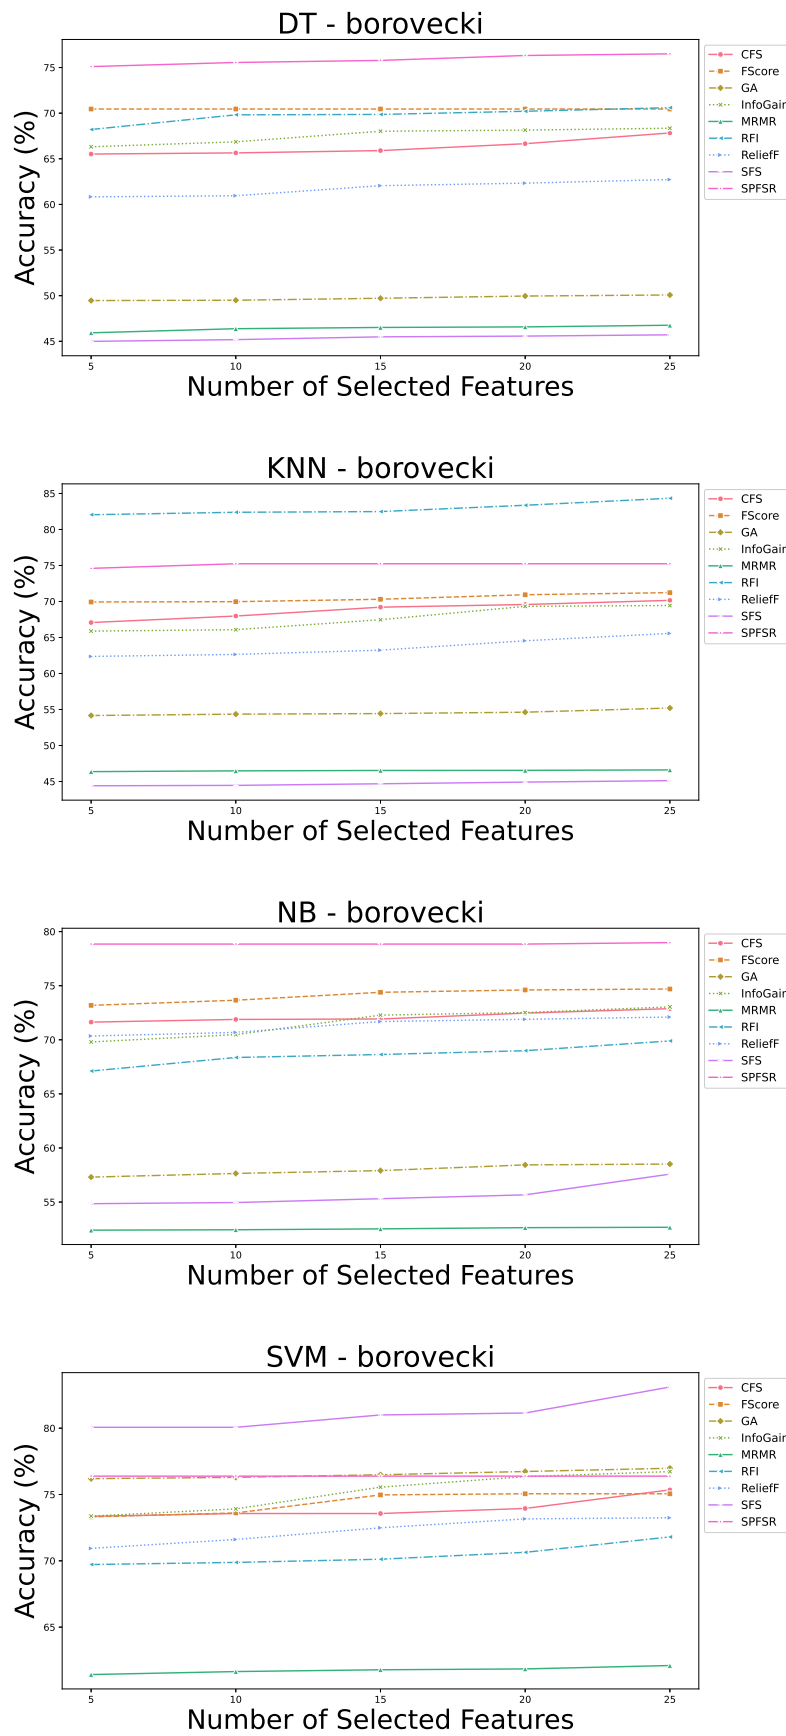 DT - borovecki
Accuracy (%)
75
70
65
60
55
50
45
5 10 15 20 25
Number of Selected Features
CFS
FScore
GA
InfoGain
MRMR
RFI
ReliefF
SFS
SPFSR
KNN - borovecki
Accuracy (%)
85
80
75
70
65
60
55
50
45
5 10 15 20 25
Number of Selected Features
CFS
FScore
GA
InfoGain
MRMR
RFI
ReliefF
SFS
SPFSR
NB - borovecki
Accuracy (%)
80
75
70
65
60
55
5 10 15 20 25
Number of Selected Features
CFS
FScore
GA
InfoGain
MRMR
RFI
ReliefF
SFS
SPFSR
SVM - borovecki
Accuracy (%)
80
75
70
65
5 10 15 20 25
Number of Selected Features
CFS
FScore
GA
InfoGain
MRMR
RFI
ReliefF
SFS
SPFSR